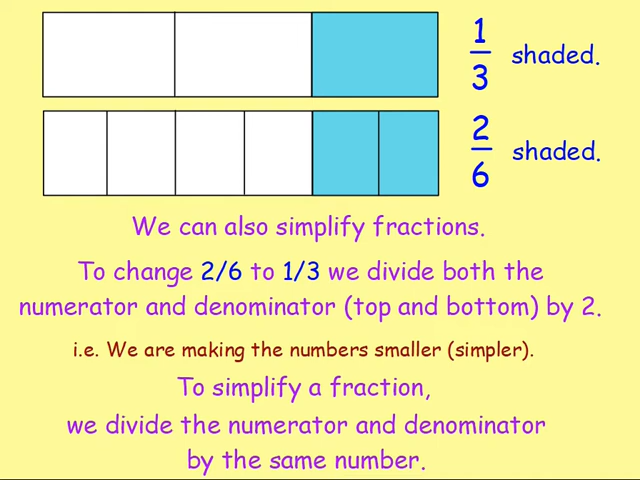 1
3
shaded.
2
6
shaded.
We can also simplify fractions.
To change 2/6 to 1/3 we divide both the
numerator and denominator (top and bottom) by 2.
i.e. We are making the numbers smaller (simpler).
To simplify a fraction,
we divide the numerator and denominator
by the same number.